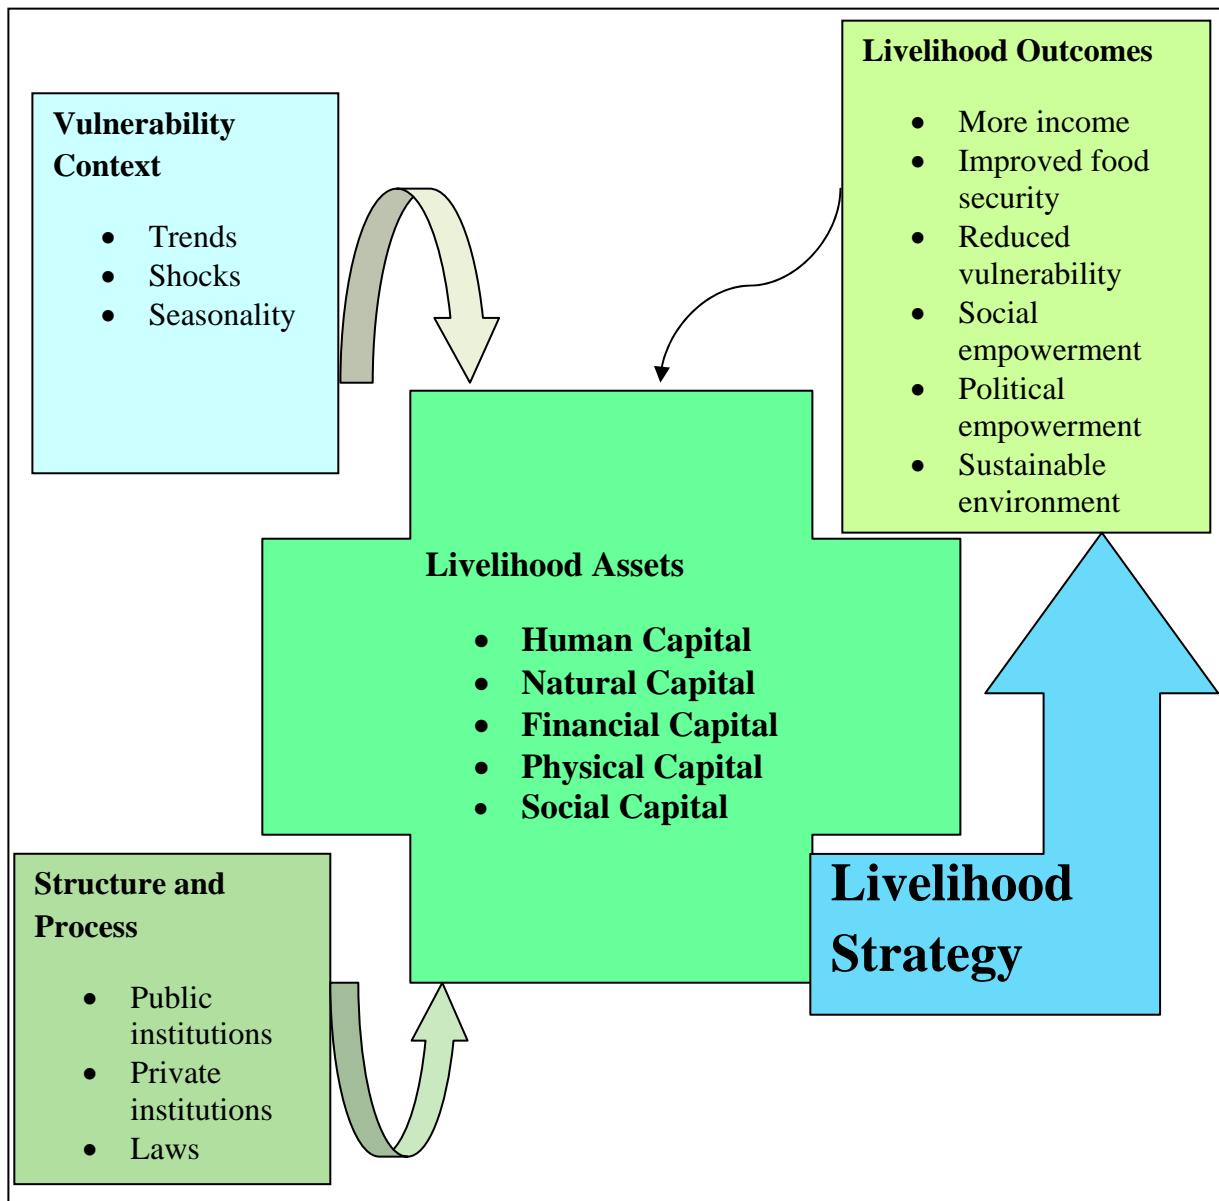 Vulnerability
Context
• Trends
• Shocks
• Seasonality
Livelihood Outcomes
• More income
• Improved food
security
• Reduced
vulnerability
• Social
empowerment
• Political
empowerment
• Sustainable
environment
Livelihood Assets
• Human Capital
• Natural Capital
• Financial Capital
• Physical Capital
• Social Capital
Structure and
Process
• Public
institutions
• Private
institutions
• Laws
Livelihood
Strategy